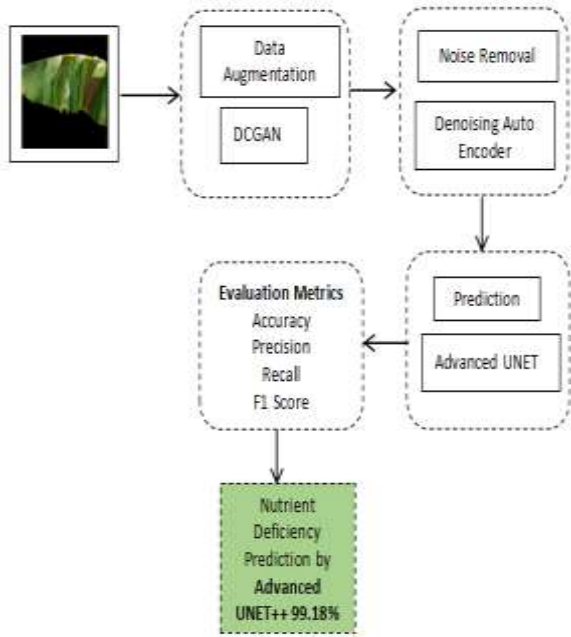 Data
Augmentation
DCGAN
Noise Removal
Denoising Auto
Encoder
Prediction
Advanced UNET
Evaluation Metrics
Accuracy
Precision
Recall
F1 Score
Nutrient
Deficiency
Prediction by
Advanced
UNET++ 99.18%